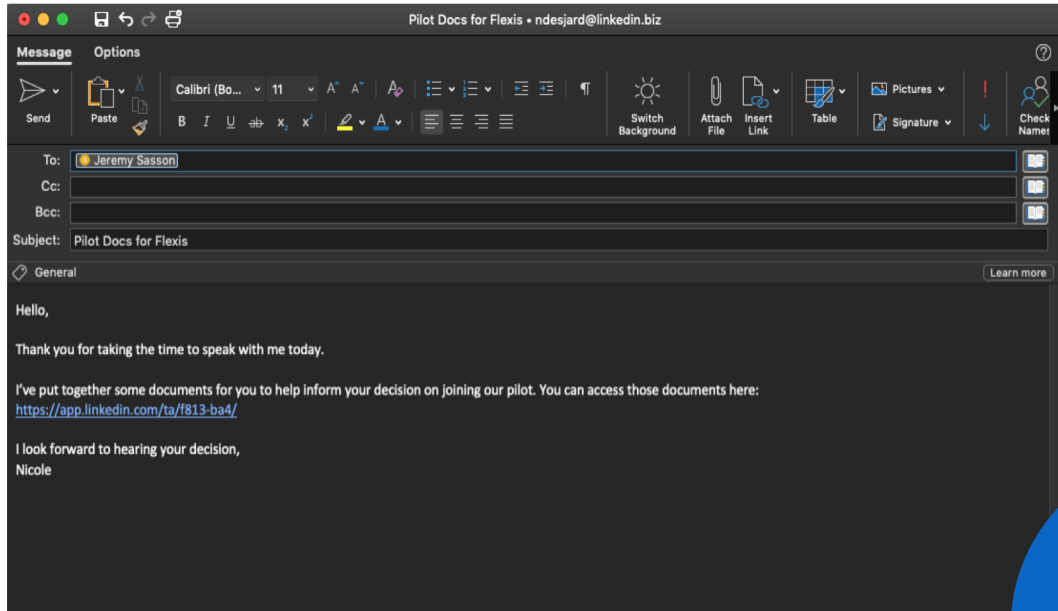 Pilot Docs for Flexis • ndesjard@linkedin.biz
Message Options
Calibri (Bo... 11 A^ A˅ A ¶
Send Paste B I U ab x₂ x² A Switch Background Attach File Insert Link Table Pictures Signature Check Names
To: Jeremy Sasson
Cc:
Bcc:
Subject: Pilot Docs for Flexis
General Learn more
Hello,
Thank you for taking the time to speak with me today.
I've put together some documents for you to help inform your decision on joining our pilot. You can access those documents here:
https://app.linkedin.com/ta/f813-ba4/
I look forward to hearing your decision,
Nicole